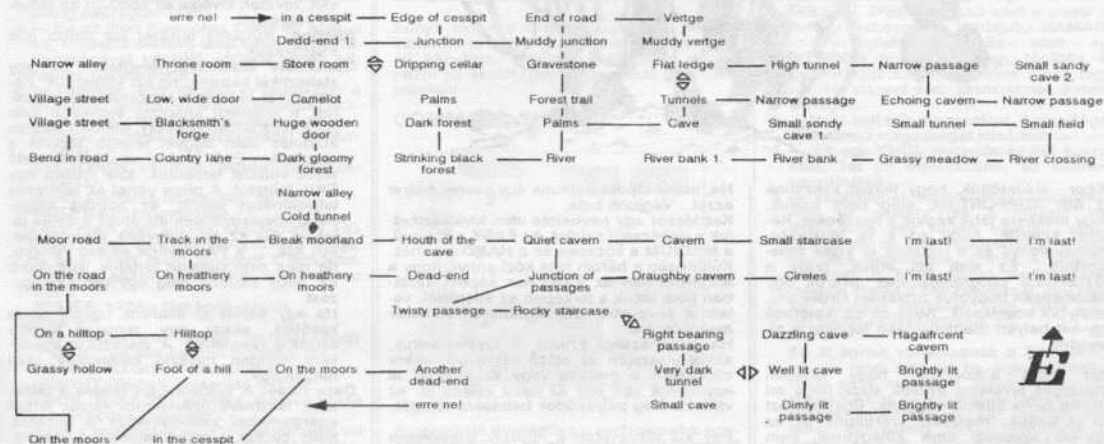 erre ne! in a cesspit Edge of cesspit End of road Vertge
Dedd-end 1. Junction Muddy junction Muddy vertge
Narrow alley Throne room Store room Dripping cellar Gravestone Flat ledge High tunnel Narrow passage Small sandy cave 2.
Village street Low, wide door Camelot Palms Forest trail Tunnels Narrow passage Echoing cavern Narrow passage
Village street Blacksmith's forge Huge wooden door Dark forest Palms Cave Small sondy cave 1. Small tunnel Small field
Bend in road Country lane Dark gloomy forest Strinking black forest River River bank 1. River bank Grassy meadow River crossing
Narrow alley
Cold tunnel
Moor road Track in the moors Bleak moorland Houth of the cave Quiet cavern Cavern Small staircase I'm last! I'm last!
On the road in the moors On heathery moors On heathery moors Dead-end Junction of passages Draughby cavern Cireles I'm last! I'm last!
Twisty passege Rocky staircase
On a hilltop Hilltop Right bearing passage Dazzling cave Hagaifrcent cavern
Grassy hollow Foot of a hill On the moors Another dead-end Very dark tunnel Well lit cave Brightly lit passage
erre ne! Small cave Dimly lit passage Brightly lit passage
On the moors In the cesspit
É